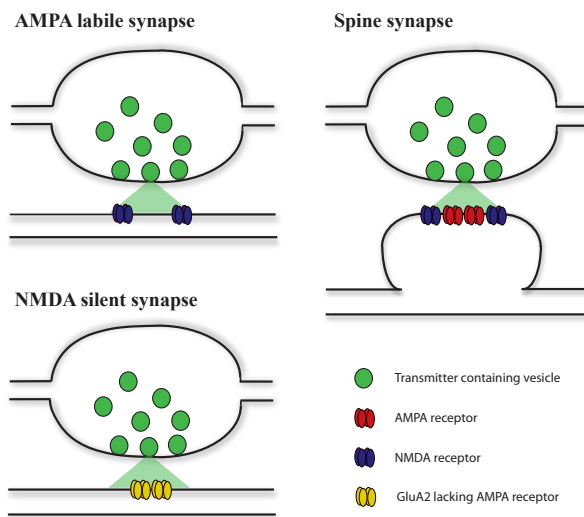 AMPA labile synapse
Spine synapse
NMDA silent synapse
Transmitter containing vesicle
AMPA receptor
NMDA receptor
GluA2 lacking AMPA receptor